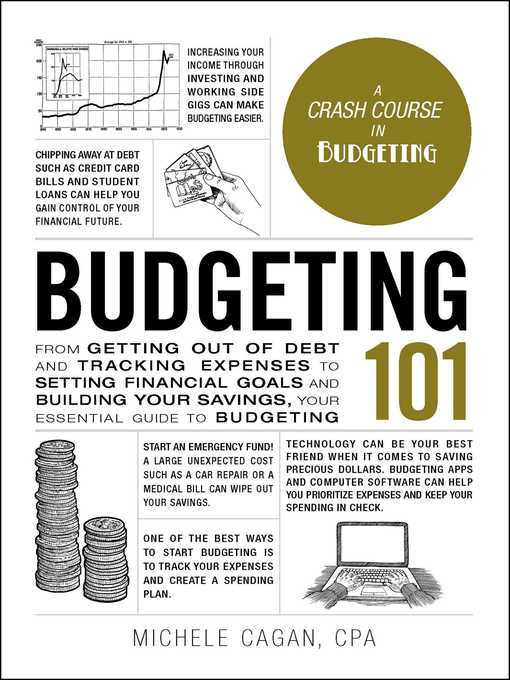 INCREASING YOUR
INCOME THROUGH
INVESTING AND
WORKING SIDE
GIGS CAN MAKE
BUDGETING EASIER.
A
CRASH COURSE
IN
BUDGETING
CHIPPING AWAY AT DEBT
SUCH AS CREDIT CARD
BILLS AND STUDENT
LOANS CAN HELP YOU
GAIN CONTROL OF YOUR
FINANCIAL FUTURE.
BUDGETING
101
FROM GETTING OUT OF DEBT
AND TRACKING EXPENSES TO
SETTING FINANCIAL GOALS AND
BUILDING YOUR SAVINGS, YOUR
ESSENTIAL GUIDE TO BUDGETING
START AN EMERGENCY FUND!
A LARGE UNEXPECTED COST
SUCH AS A CAR REPAIR OR A
MEDICAL BILL CAN WIPE OUT
YOUR SAVINGS.
TECHNOLOGY CAN BE YOUR BEST
FRIEND WHEN IT COMES TO SAVING
PRECIOUS DOLLARS. BUDGETING APPS
AND COMPUTER SOFTWARE CAN HELP
YOU PRIORITIZE EXPENSES AND KEEP YOUR
SPENDING IN CHECK.
ONE OF THE BEST WAYS
TO START BUDGETING IS
TO TRACK YOUR EXPENSES
AND CREATE A SPENDING
PLAN.
MICHELE CAGAN, CPA